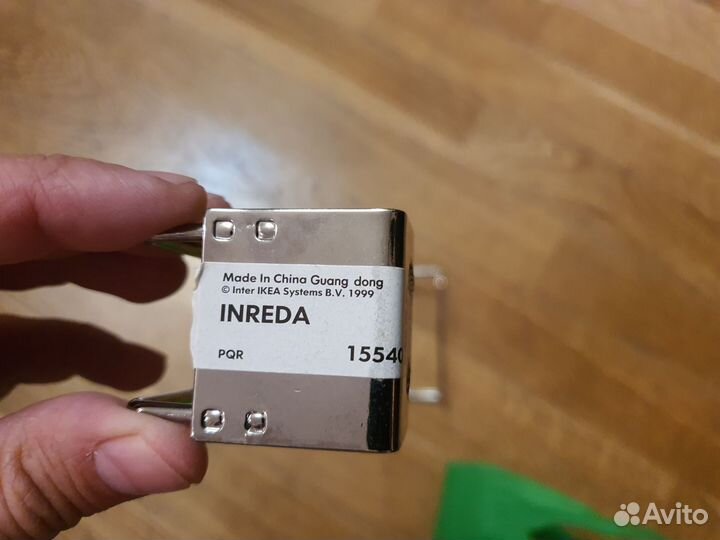 Made In China Guang dong
© Inter IKEA Systems B.V. 1999
INREDA
PQR 15540
Avito